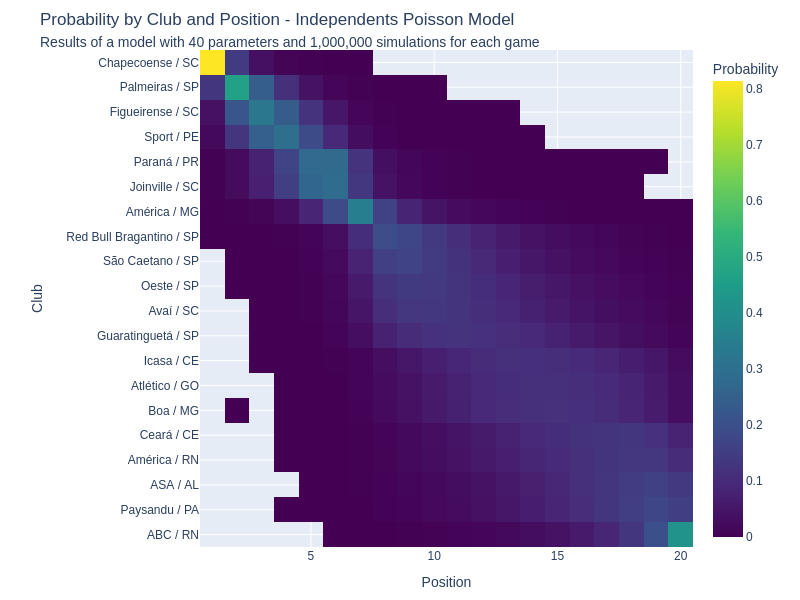 Probability by Club and Position - Independents Poisson Model
Results of a model with 40 parameters and 1,000,000 simulations for each game
Probability
Club
Chapecoense / SC
Palmeiras / SP
Figueirense / SC
Sport / PE
Paraná / PR
Joinville / SC
América / MG
Red Bull Bragantino / SP
São Caetano / SP
Oeste / SP
Avaí / SC
Guaratinguetá / SP
Icasa / CE
Atlético / GO
Boa / MG
Ceará / CE
América / RN
ASA / AL
Paysandu / PA
ABC / RN
5 10 15 20
Position
0.8
0.7
0.6
0.5
0.4
0.3
0.2
0.1
0